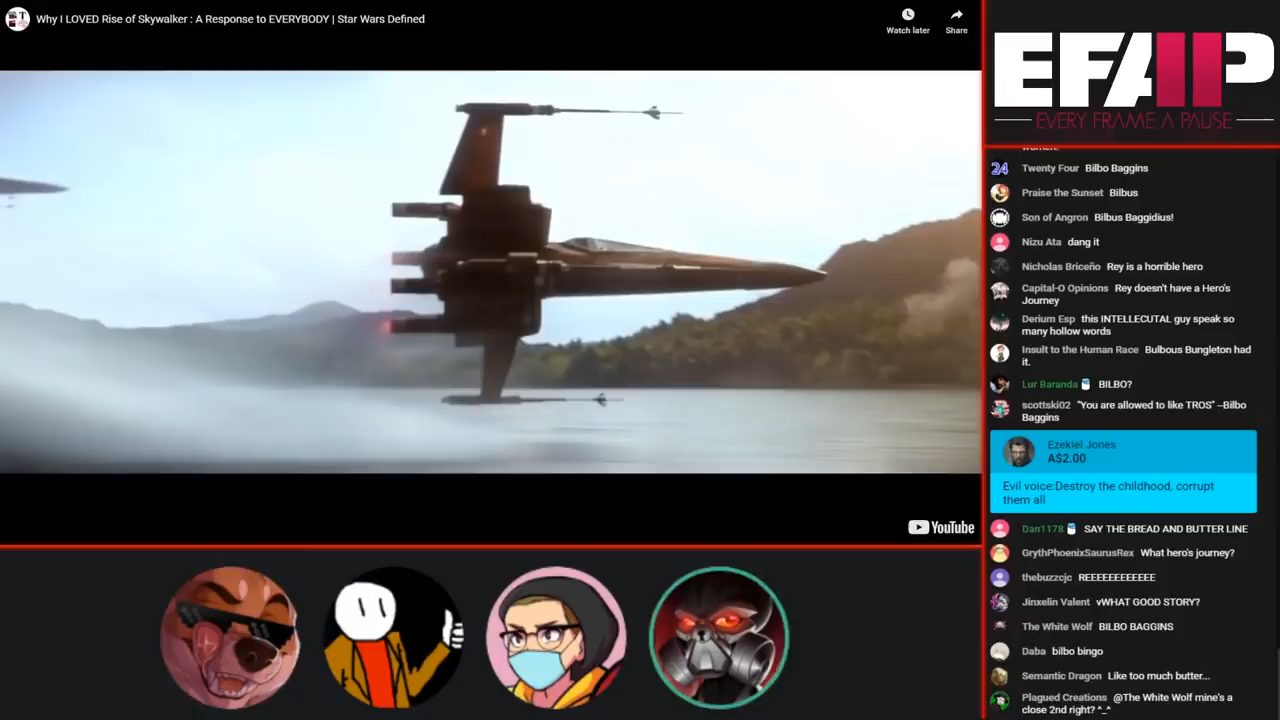 Why I LOVED Rise of Skywalker : A Response to EVERYBODY | Star Wars Defined
Watch later
Share
YouTube
EFAP
EVERY FRAME A PAUSE
women.
24
Twenty Four Bilbo Baggins
Praise the Sunset Bilbus
Son of Angron Bilbus Baggidius!
Nizu Ata dang it
Nicholas Briceño Rey is a horrible hero
Capital-O Opinions Rey doesn't have a Hero's
Journey
Derium Esp this INTELLECUTAL guy speak so
many hollow words
Insult to the Human Race Bulbous Bungleton had
it.
Lur Baranda BILBO?
scottski02 "You are allowed to like TROS" –Bilbo
Baggins
Ezekiel Jones
A$2.00
Evil voice:Destroy the childhood, corrupt
them all
Dan1178 SAY THE BREAD AND BUTTER LINE
GrythPhoenixSaurusRex What hero's journey?
thebuzzcjc REEEEEEEEEEEE
Jinxelin Valent vWHAT GOOD STORY?
The White Wolf BILBO BAGGINS
Daba bilbo bingo
Semantic Dragon Like too much butter...
Plagued Creations @The White Wolf mine's a
close 2nd right? ^_^